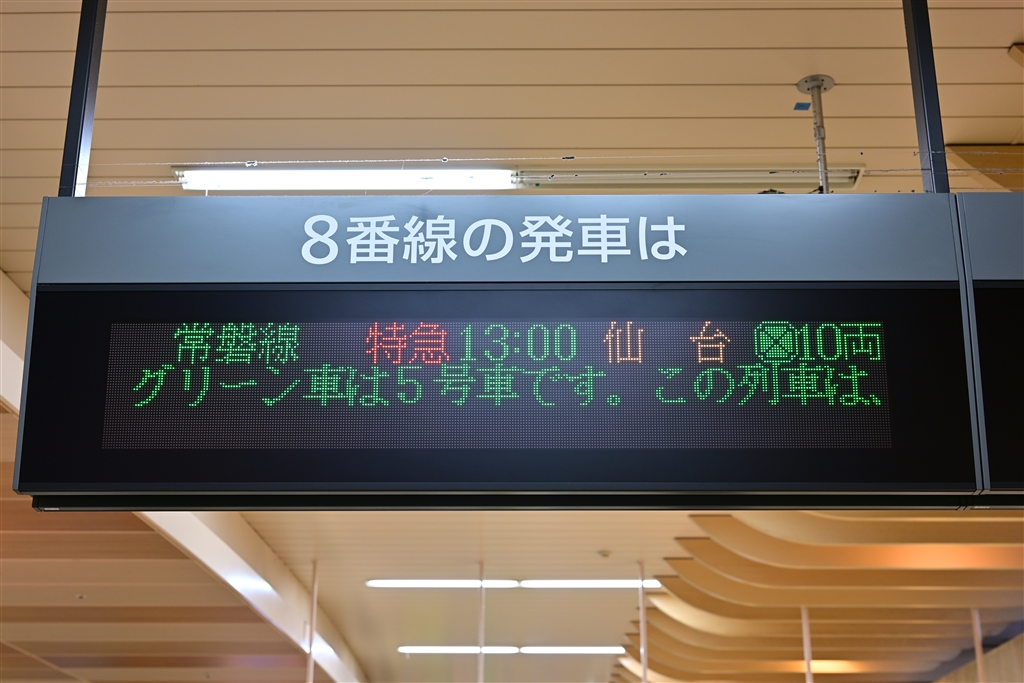 8番線の発車は
常磐線 特急 13:00 仙台 10両
グリーン車は5号車です。この列車は、